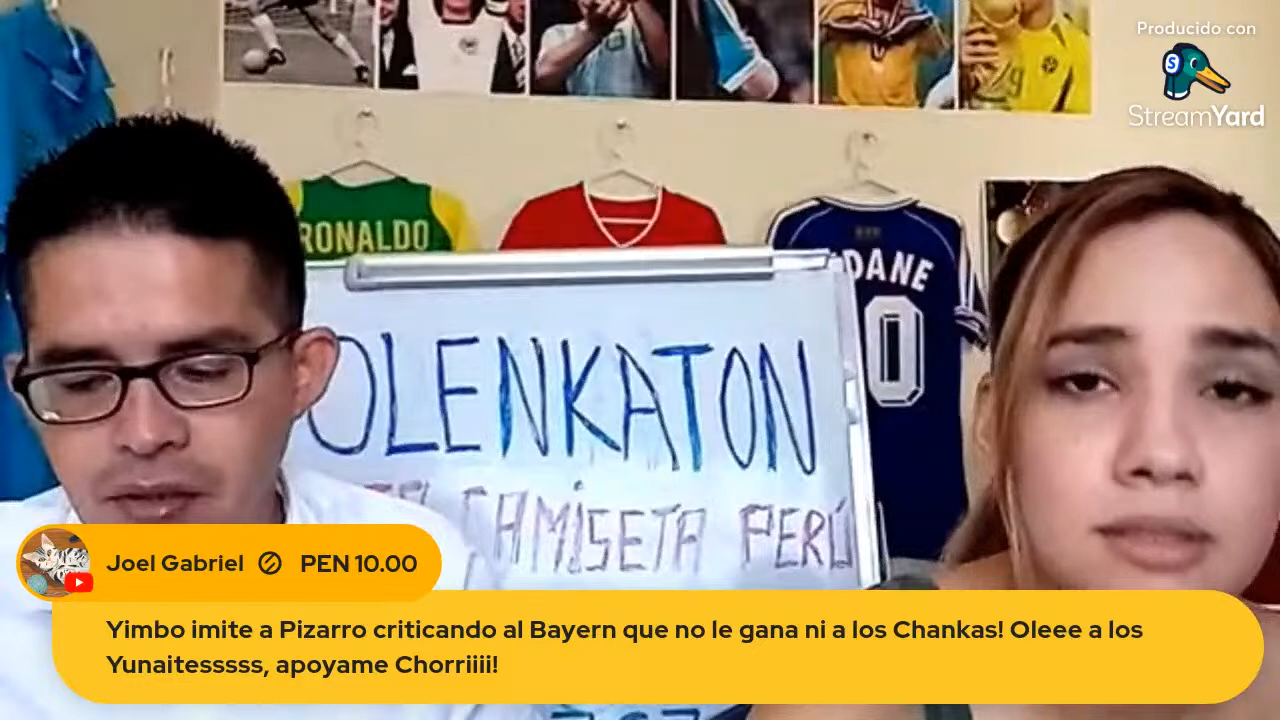 Producido con
StreamYard
RONALDO
DANE
10
OLENKATON
CAMISETA PERÚ
Joel Gabriel PEN 10.00
Yimbo imite a Pizarro criticando al Bayern que no le gana ni a los Chankas! Oleee a los
Yunaitesssss, apoyame Chorriiii!